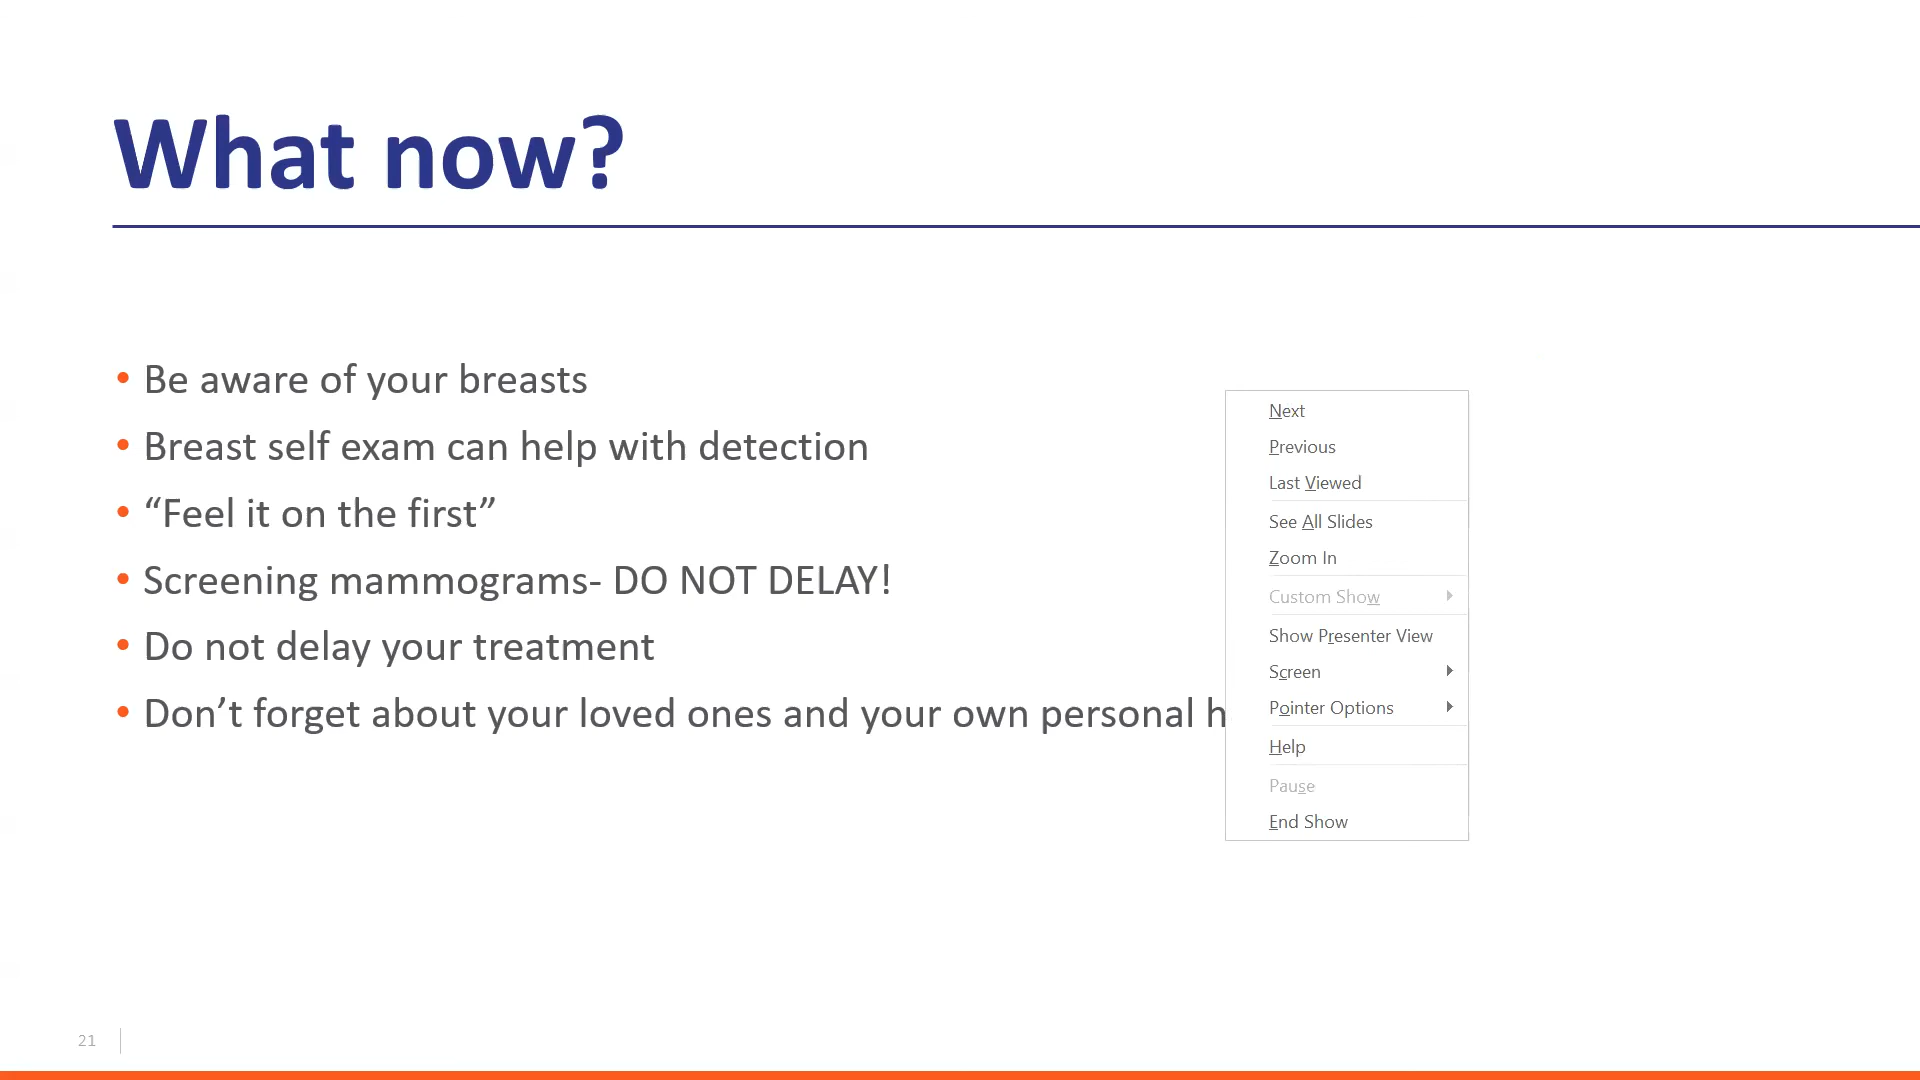 What now?
• Be aware of your breasts
• Breast self exam can help with detection
• “Feel it on the first”
• Screening mammograms- DO NOT DELAY!
• Do not delay your treatment
• Don’t forget about your loved ones and your own personal
Next
Previous
Last Viewed
See All Slides
Zoom In
Custom Show
Show Presenter View
Screen
Pointer Options
Help
Pause
End Show
21